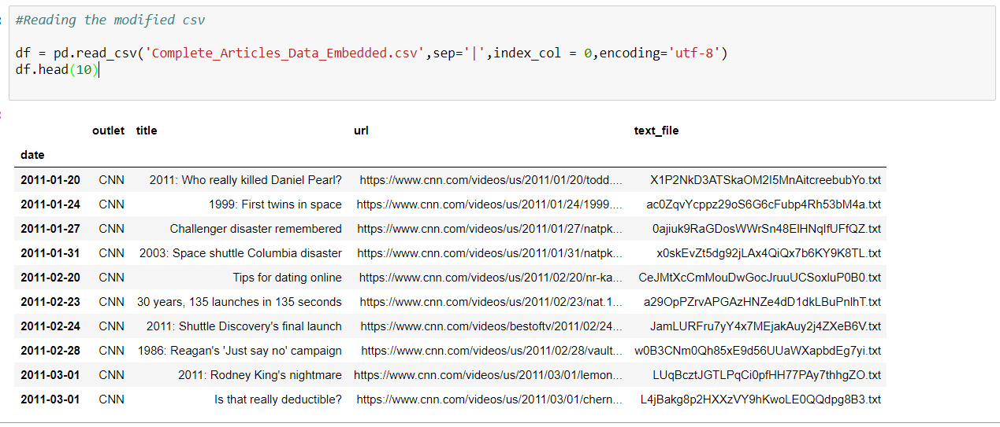 #Reading the modified csv
df = pd.read_csv('Complete_Articles_Data_Embedded.csv',sep='|',index_col = 0,encoding='utf-8')
df.head(10)
outlet title url text_file
date
2011-01-20 CNN 2011: Who really killed Daniel Pearl? https://www.cnn.com/videos/us/2011/01/20/todd.... X1P2NkD3ATSkaOM2I5MnAitcreebubYo.txt
2011-01-24 CNN 1999: First twins in space https://www.cnn.com/videos/us/2011/01/24/1999.... ac0ZqvYcppz29oS6G6cFubp4Rh53bM4a.txt
2011-01-27 CNN Challenger disaster remembered https://www.cnn.com/videos/us/2011/01/27/natpk... 0ajiuk9RaGDosWWrSn48ElHNqlfUFfQZ.txt
2011-01-31 CNN 2003: Space shuttle Columbia disaster https://www.cnn.com/videos/us/2011/01/31/natpk... x0skEvZt5dg92jLAx4QiQx7b6KY9K8TL.txt
2011-02-20 CNN Tips for dating online https://www.cnn.com/videos/us/2011/02/20/nr-ka... CeJMtXcCmMouDwGocJruuUCSoxluP0B0.txt
2011-02-23 CNN 30 years, 135 launches in 135 seconds https://www.cnn.com/videos/us/2011/02/23/nat.1... a29OpPZrvAPGAzHNZe4dD1dkLBuPnlhT.txt
2011-02-24 CNN 2011: Shuttle Discovery's final launch https://www.cnn.com/videos/bestoftv/2011/02/24... JamLURFru7yY4x7MEjakAuy2j4ZXeB6V.txt
2011-02-28 CNN 1986: Reagan's 'Just say no' campaign https://www.cnn.com/videos/us/2011/02/28/vault... w0B3CNm0Qh85xE9d56UUaWXapbdEg7yi.txt
2011-03-01 CNN 2011: Rodney King's nightmare https://www.cnn.com/videos/us/2011/03/01/lemon... LUqBcztJGTLPqCi0pfHH77PAy7thhgZO.txt
2011-03-01 CNN Is that really deductible? https://www.cnn.com/videos/us/2011/03/01/chern... L4jBakg8p2HXXzVY9hKwoLE0QQdpg8B3.txt